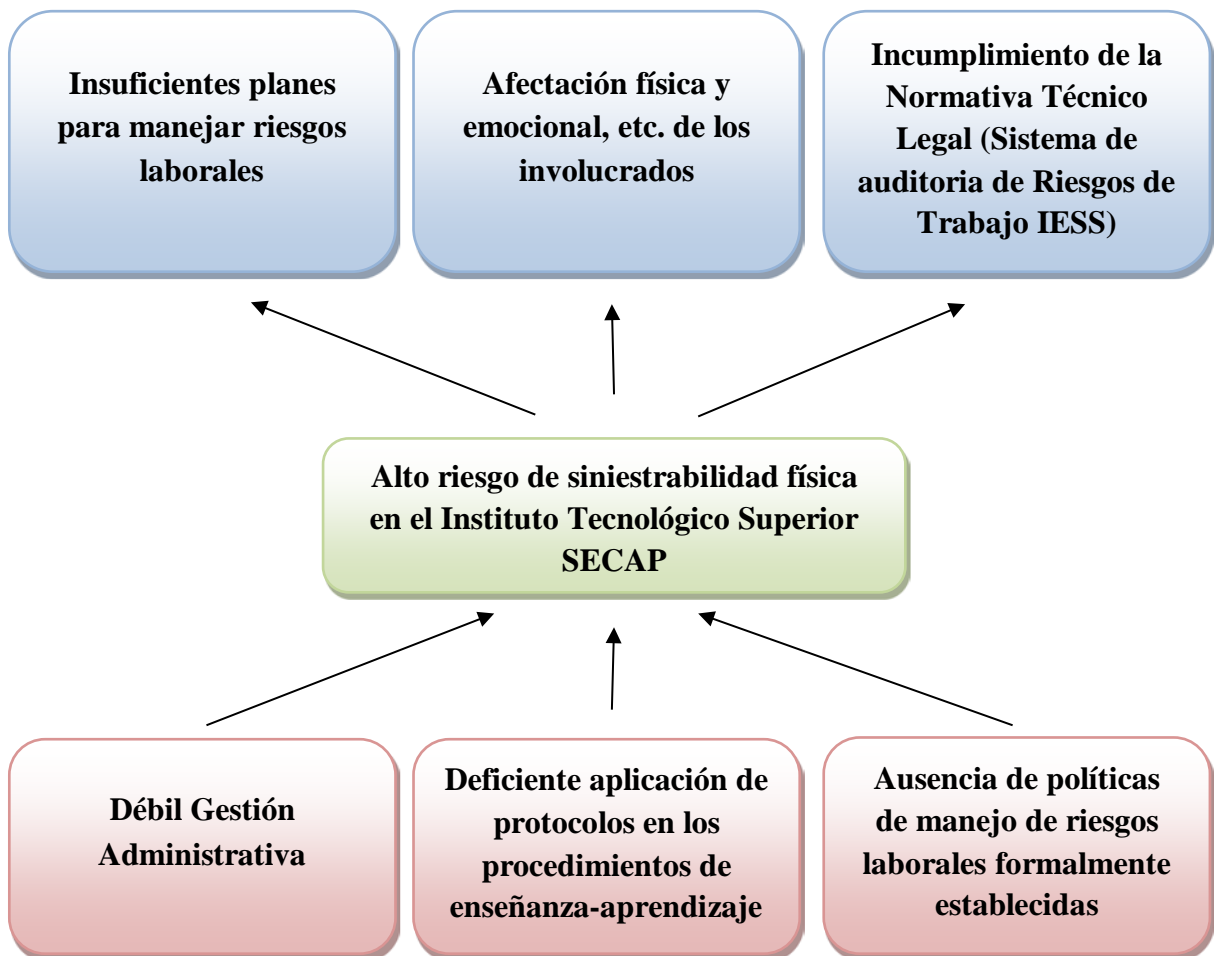 Insuficientes planes
para manejar riesgos
laborales
Afectación física y
emocional, etc. de los
involucrados
Incumplimiento de la
Normativa Técnico
Legal (Sistema de
auditoria de Riesgos de
Trabajo IESS)
Alto riesgo de siniestrabilidad física
en el Instituto Tecnológico Superior
SECAP
Débil Gestión
Administrativa
Deficiente aplicación de
protocolos en los
procedimientos de
enseñanza-aprendizaje
Ausencia de políticas
de manejo de riesgos
laborales formalmente
establecidas